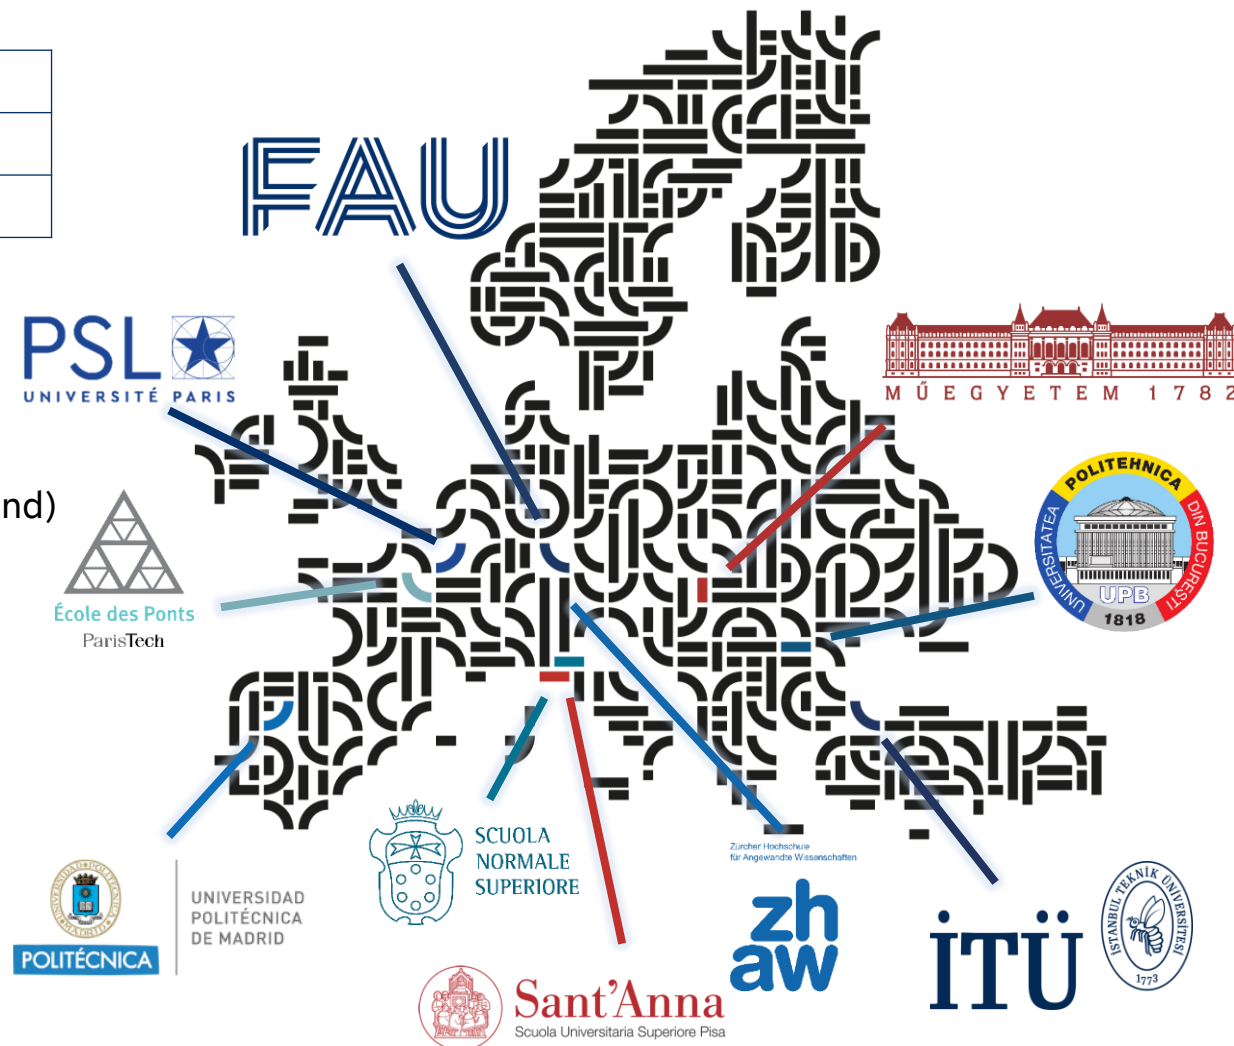 FAU
PSL
UNIVERSITÉ PARIS
MŰEGYETEM 1782
POLITEHNICA
UNIVERSITATEA
DIN BUCUREȘTI
UPB
1818
nd)
École des Ponts
ParisTech
SCUOLA
NORMALE
SUPERIORE
Zürcher Hochschule
für Angewandte Wissenschaften
zh
aw
UNIVERSIDAD
POLITÉCNICA
DE MADRID
POLITÉCNICA
İTÜ
İSTANBUL TEKNİK ÜNİVERSİTESİ
1773
Sant'Anna
Scuola Universitaria Superiore Pisa